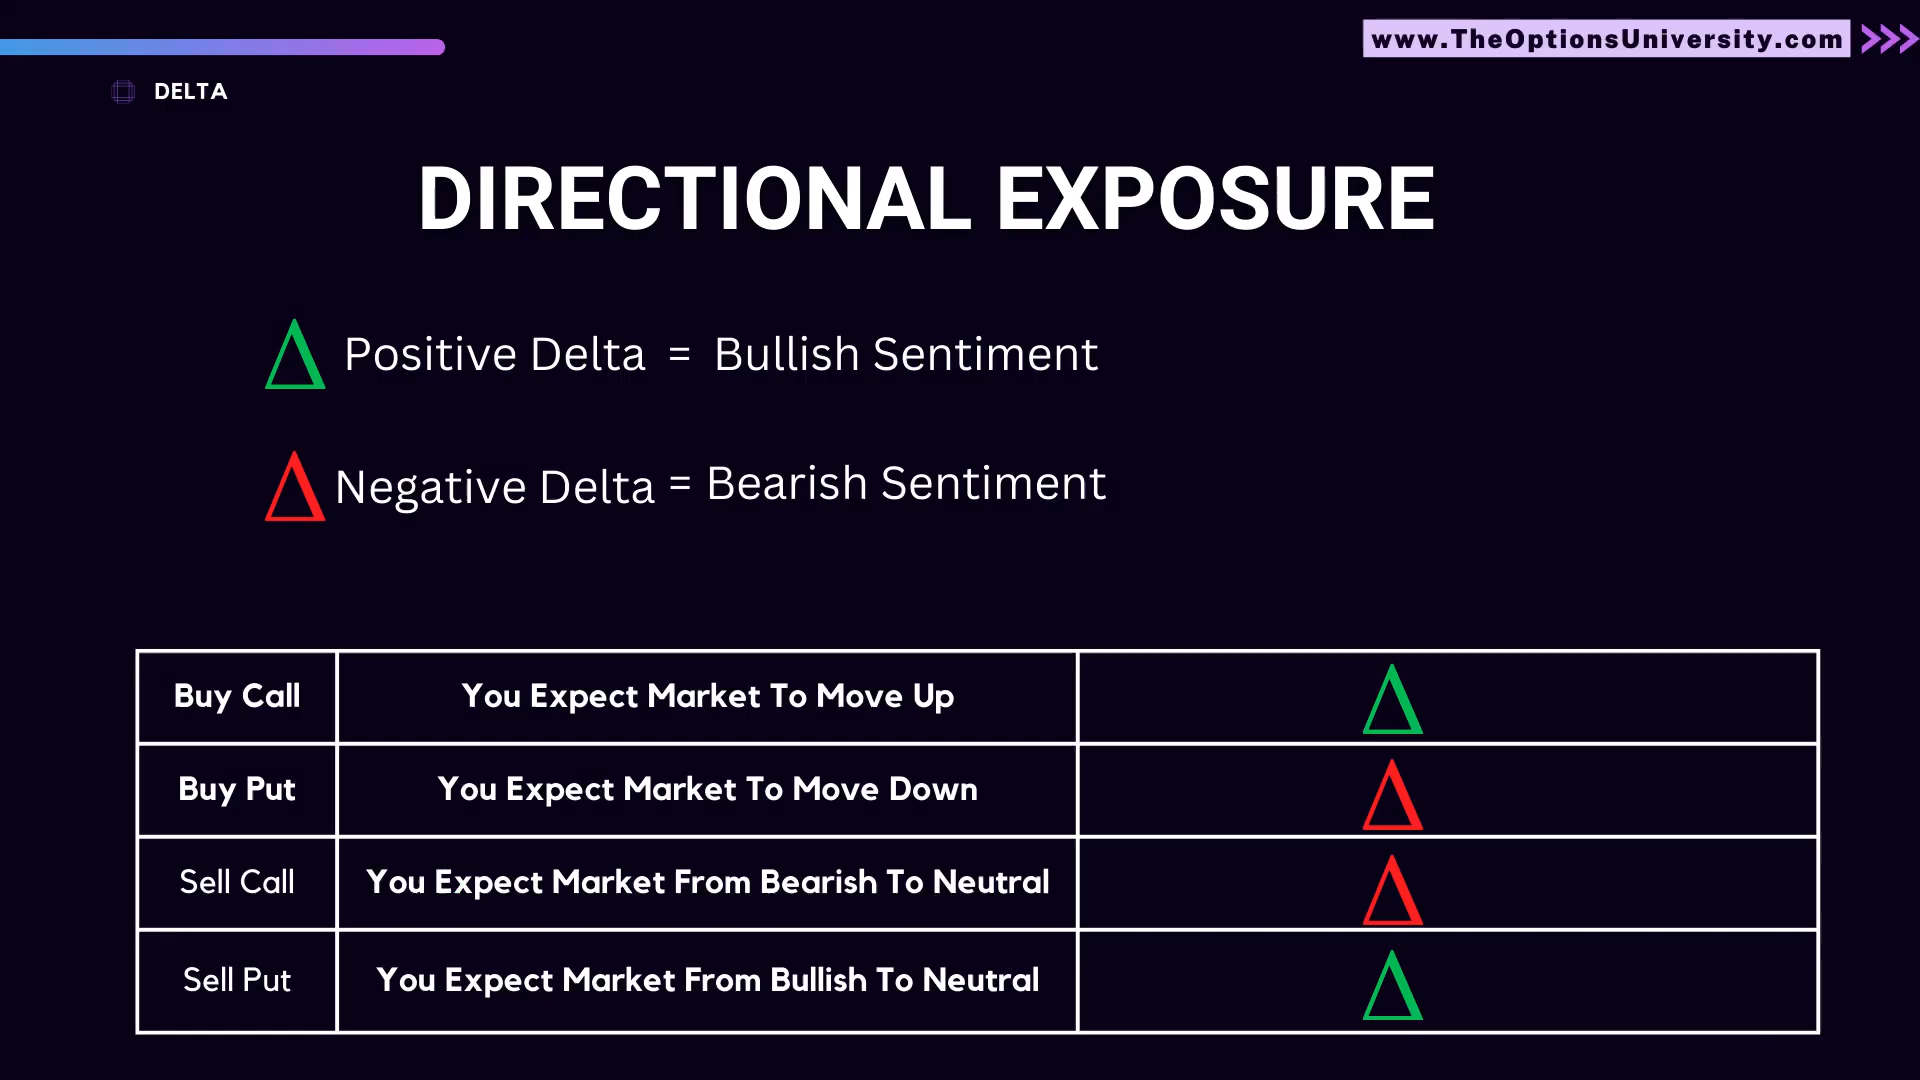 www.TheOptionsUniversity.com
DELTA
DIRECTIONAL EXPOSURE
Δ Positive Delta = Bullish Sentiment
Δ Negative Delta = Bearish Sentiment
Buy Call You Expect Market To Move Up Δ
Buy Put You Expect Market To Move Down Δ
Sell Call You Expect Market From Bearish To Neutral Δ
Sell Put You Expect Market From Bullish To Neutral Δ